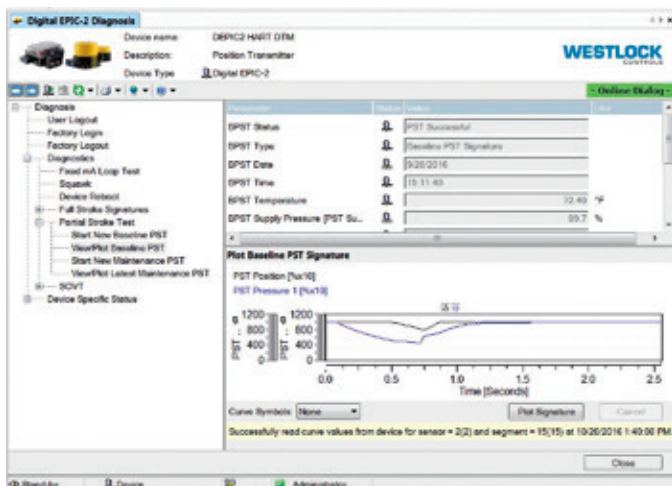 Digital EPIC-2 Diagnosis
Device name: DEPIC2 HART DTM
Description: Position Transmitter
Device Type Digital EPIC-2
WESTLOCK
CONTROLS
- Online Dialog -
Diagnosis
User Logout
Factory Login
Factory Logout
Diagnostics
Fixed mA Loop Test
Squawk
Device Reboot
Full Stroke Signatures
Partial Stroke Test
Start New Baseline PST
View/Plot Baseline PST
Start New Maintenance PST
View/Plot Latest Maintenance PST
SOVT
Device Specific Status
Parameter Status Value Unit
BPST Status PST Successful
BPST Type Baseline PST Signature
BPST Date 9/26/2016
BPST Time
BPST Temperature 72.40 °F
BPST Supply Pressure [PST Su... 99.7 %
Plot Baseline PST Signature
PST Position [%x10]
PST Pressure 1 [%x10]
1200 1200
800 800
400 400
0 0
PST PST
0.0 0.5 1.0 1.5 2.0 2.5
Time [Seconds]
Curve Symbols None Plot Signature Cancel
Successfully read curve values from device for sensor = 2(2) and segment = 15(15) at 10/26/2016 1:40:00 PM
Close
Stand-by Device Administrator